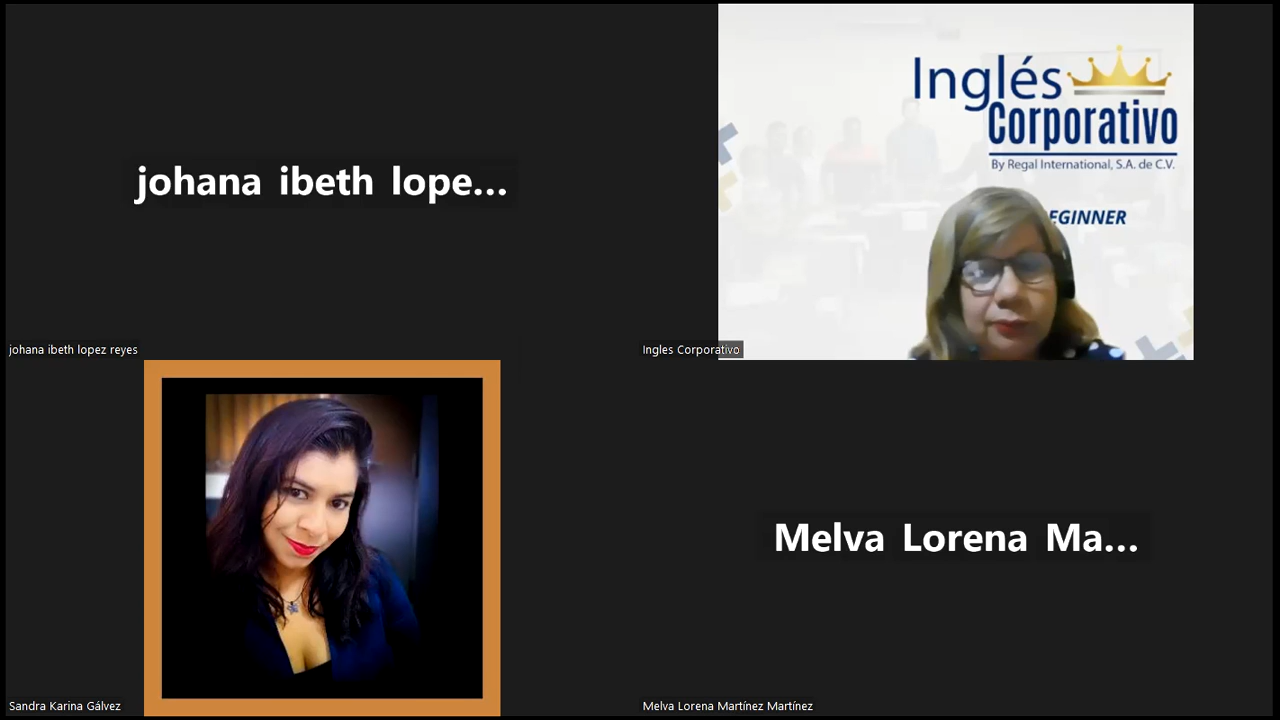 johana ibeth lope...
Inglés
Corporativo
By Regal International, S.A. de C.V.
EGINNER
johana ibeth lopez reyes
Ingles Corporativo
Melva Lorena Ma...
Sandra Karina Gálvez
Melva Lorena Martínez Martínez